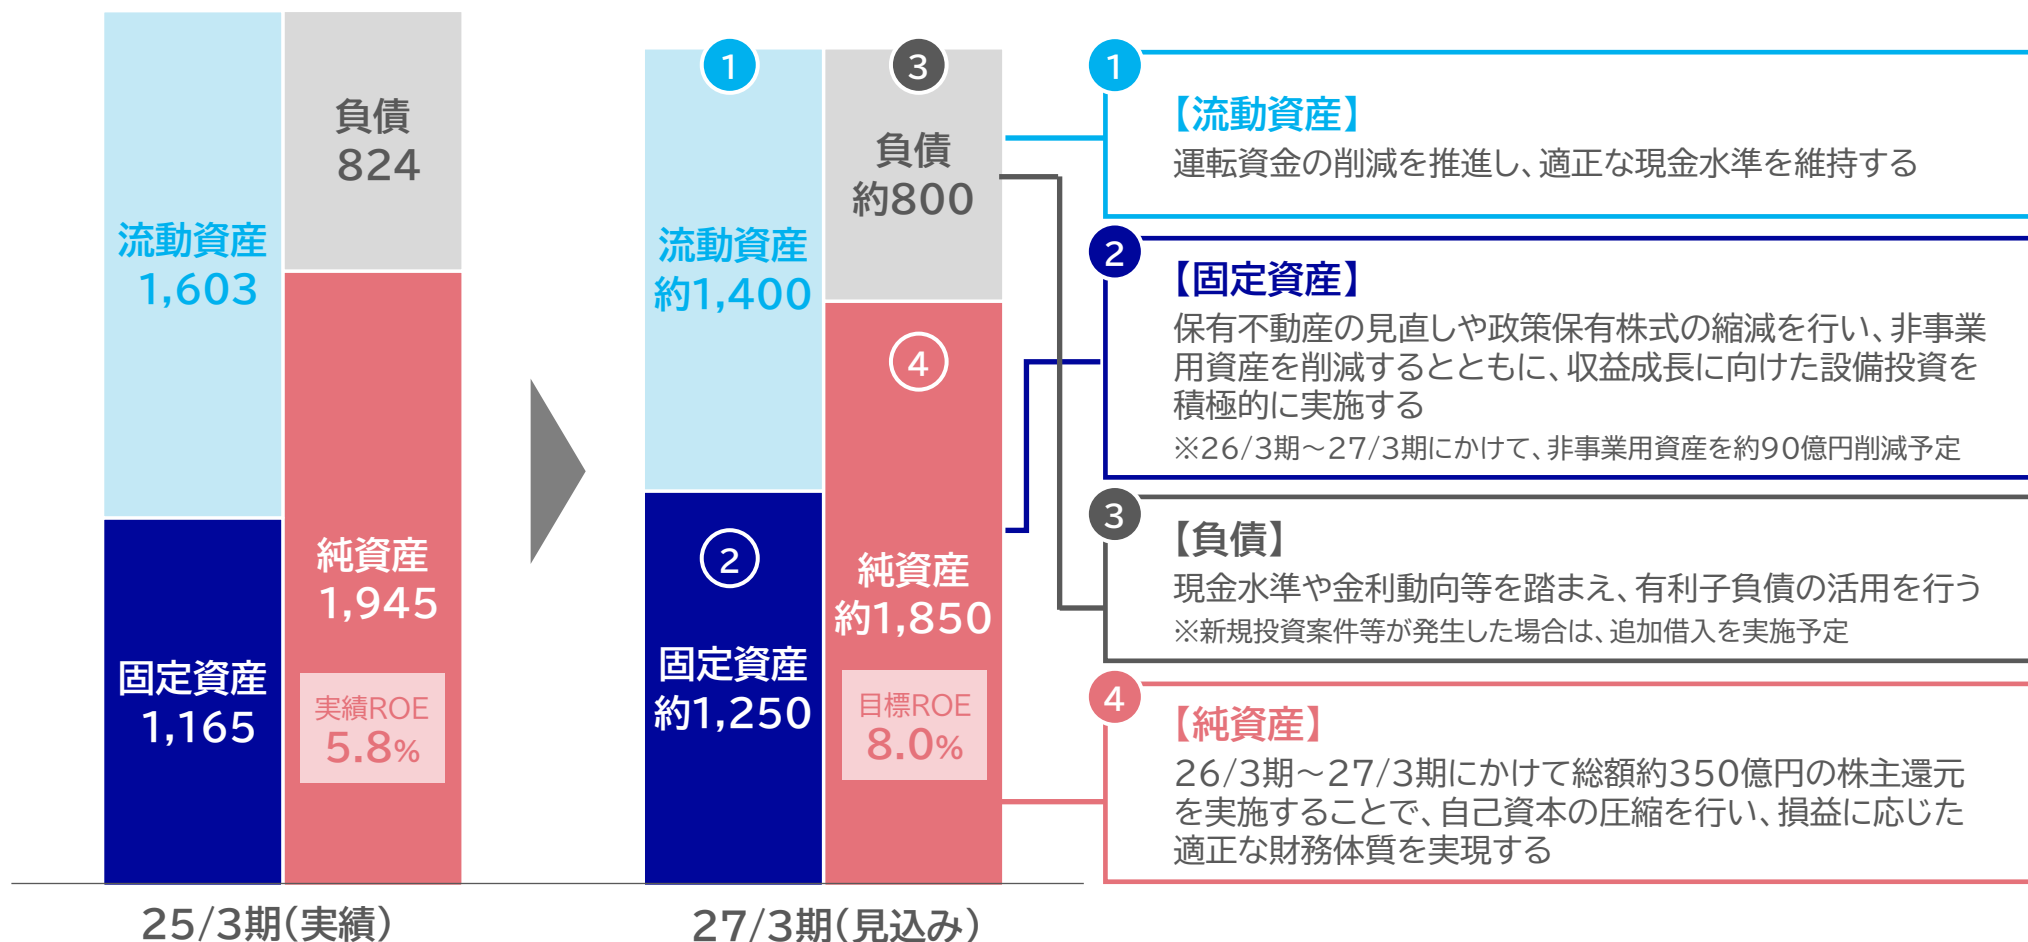 流動資産
1,603
固定資産
1,165
負債
824
純資産
1,945
実績ROE
5.8%
25/3期(実績)
1
流動資産
約1,400
2
固定資産
約1,250
3
負債
約800
4
純資産
約1,850
目標ROE
8.0%
27/3期(見込み)
1
【流動資産】
運転資金の削減を推進し、適正な現金水準を維持する
2
【固定資産】
保有不動産の見直しや政策保有株式の縮減を行い、非事業
用資産を削減するとともに、収益成長に向けた設備投資を
積極的に実施する
※26/3期～27/3期にかけて、非事業用資産を約90億円削減予定
3
【負債】
現金水準や金利動向等を踏まえ、有利子負債の活用を行う
※新規投資案件等が発生した場合は、追加借入を実施予定
4
【純資産】
26/3期～27/3期にかけて総額約350億円の株主還元
を実施することで、自己資本の圧縮を行い、損益に応じた
適正な財務体質を実現する